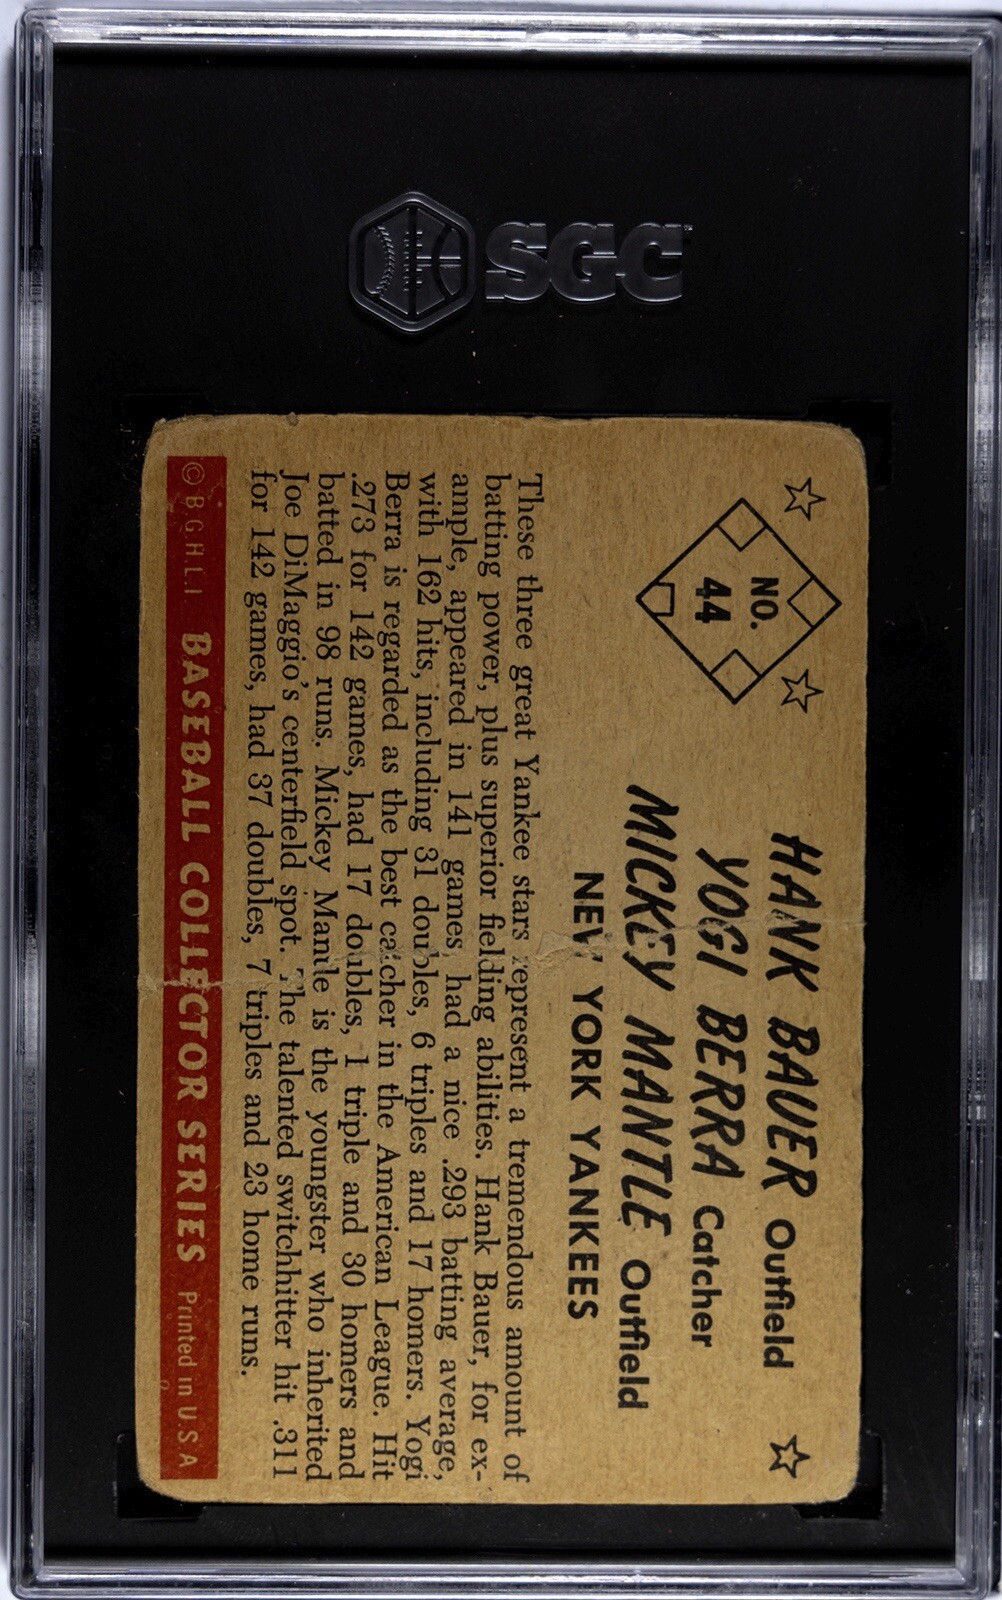 SGC
NO.
44
HANK BAUER Outfield
YOGI BERRA Catcher
MICKEY MANTLE Outfield
NEW YORK YANKEES
These three great Yankee stars represent a tremendous amount of
batting power, plus superior fielding abilities. Hank Bauer, for ex-
ample, appeared in 141 games, had a nice .293 batting average,
with 162 hits, including 31 doubles, 6 triples and 17 homers. Yogi
Berra is regarded as the best catcher in the American League. Hit
.273 for 142 games, had 17 doubles, 1 triple and 30 homers and
batted in 98 runs. Mickey Mantle is the youngster who inherited
Joe DiMaggio's centerfield spot. The talented switchhitter hit .311
for 142 games, had 37 doubles, 7 triples and 23 home runs.
© B.G.H.L.I. BASEBALL COLLECTOR SERIES Printed in U.S.A